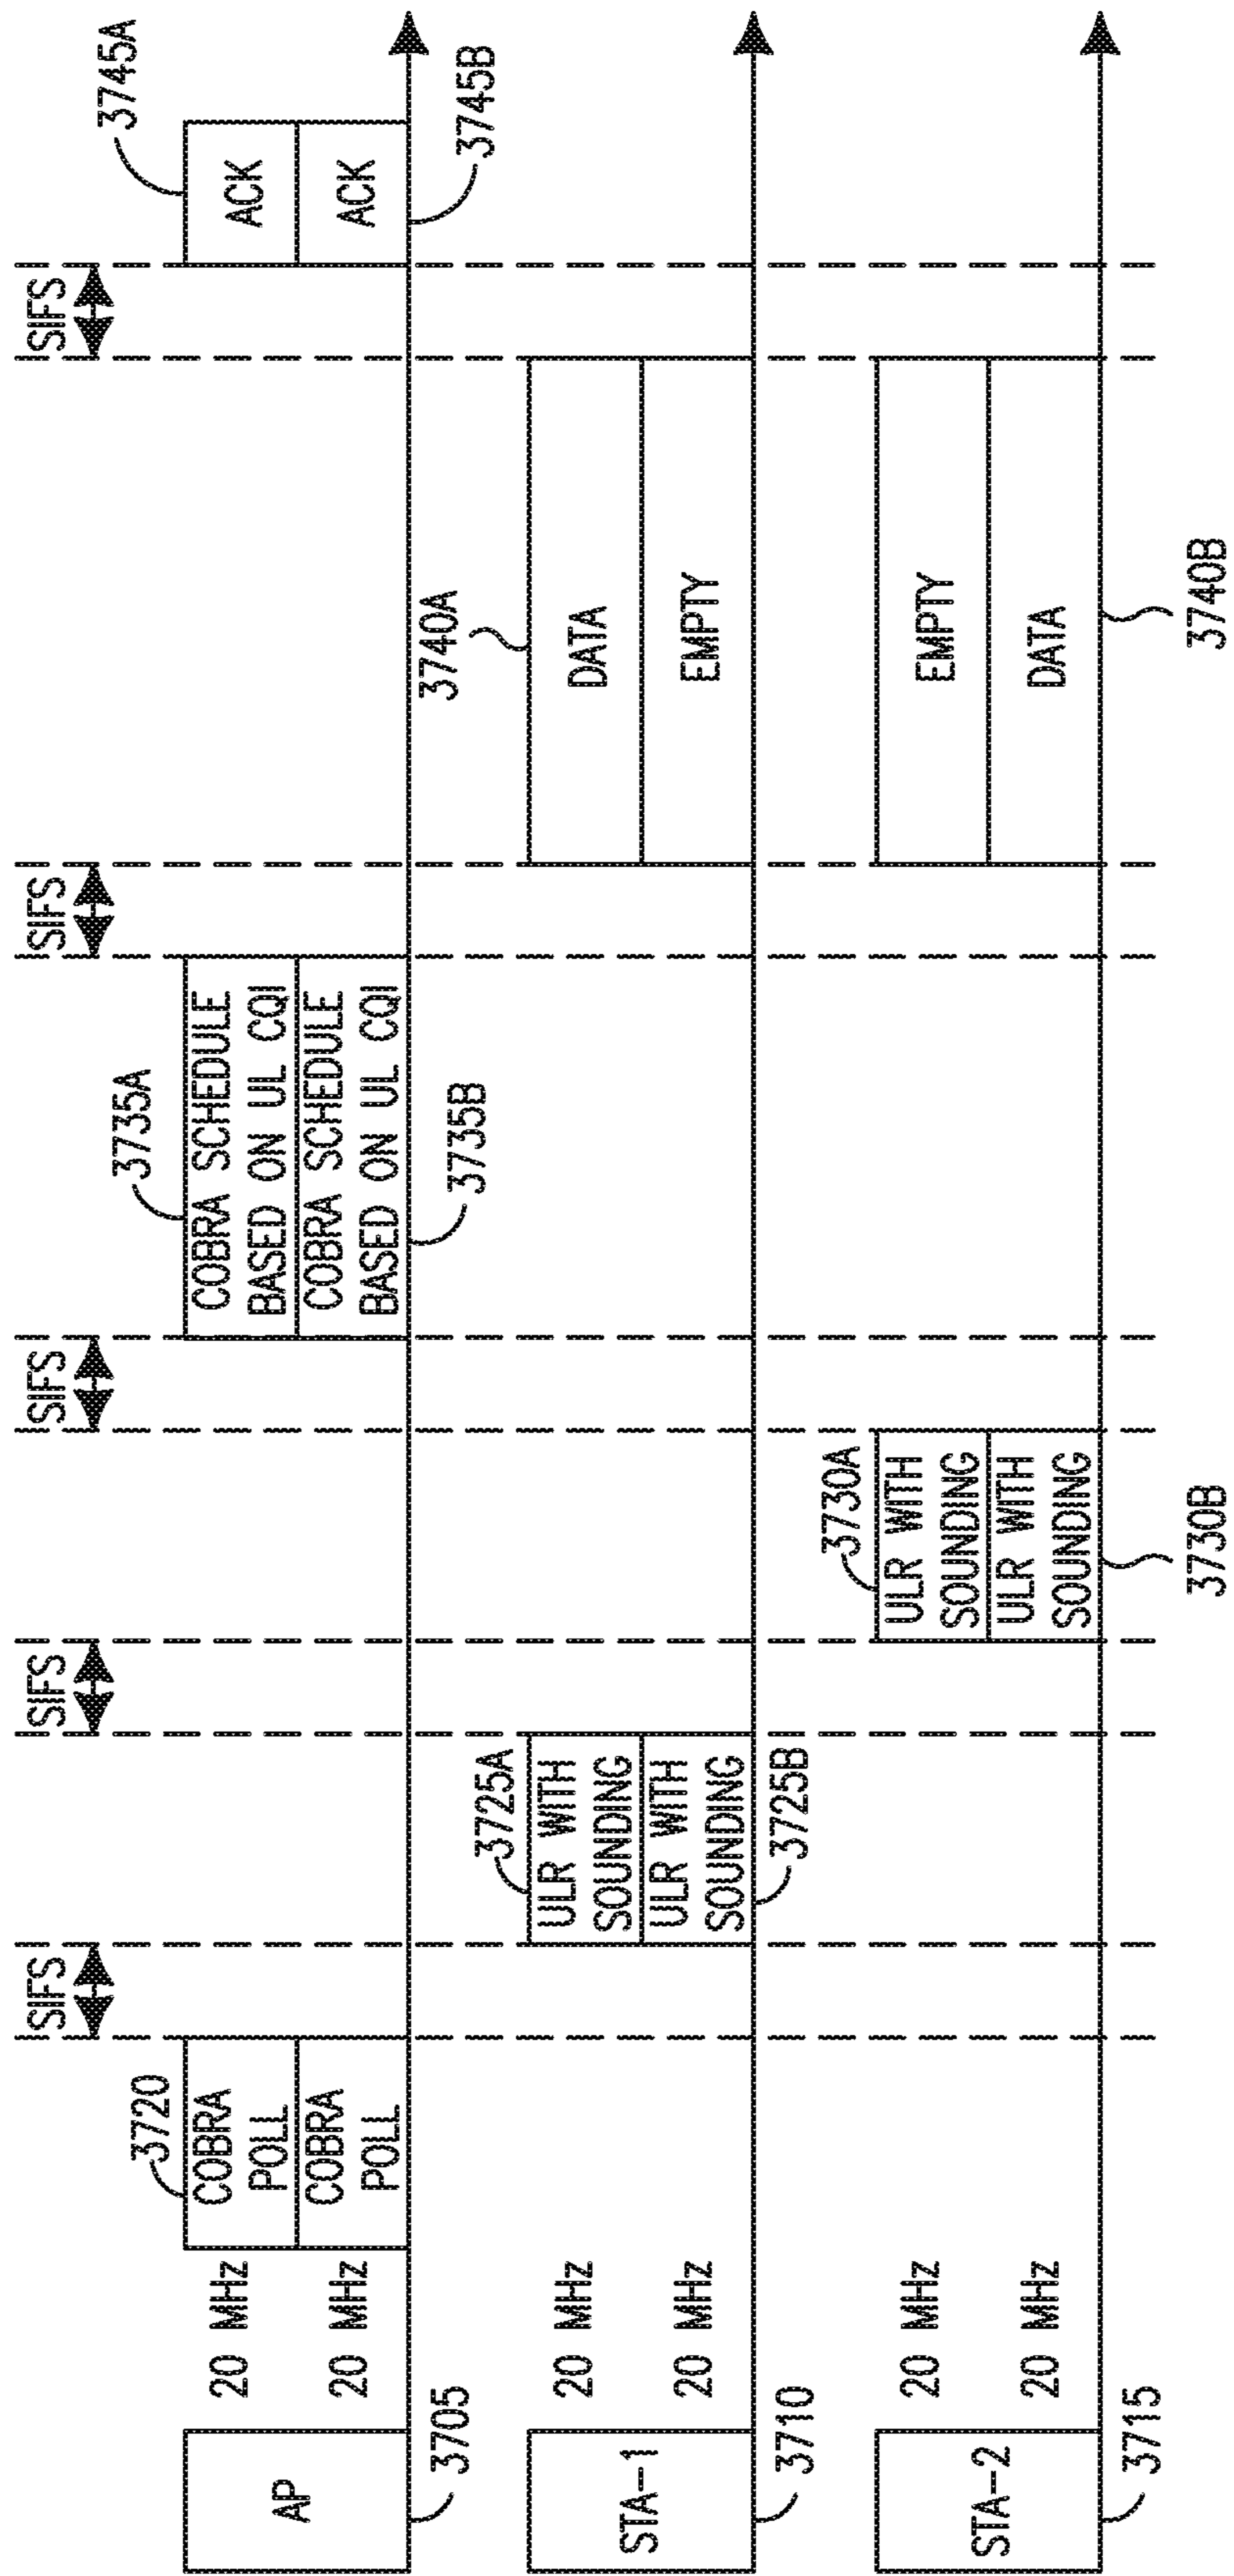 SIFS
SIFS
SIFS
SIFS
SIFS
AP
3705
20 MHz
20 MHz
3720
COBRA
POLL
COBRA
POLL
3735A
COBRA SCHEDULE
BASED ON UL CQI
COBRA SCHEDULE
BASED ON UL CQI
3735B
3745A
ACK
ACK
3745B
STA-1
3710
20 MHz
20 MHz
3725A
ULR WITH
SOUNDING
ULR WITH
SOUNDING
3725B
3740A
DATA
EMPTY
STA-2
3715
20 MHz
20 MHz
3730A
ULR WITH
SOUNDING
ULR WITH
SOUNDING
3730B
EMPTY
DATA
3740B